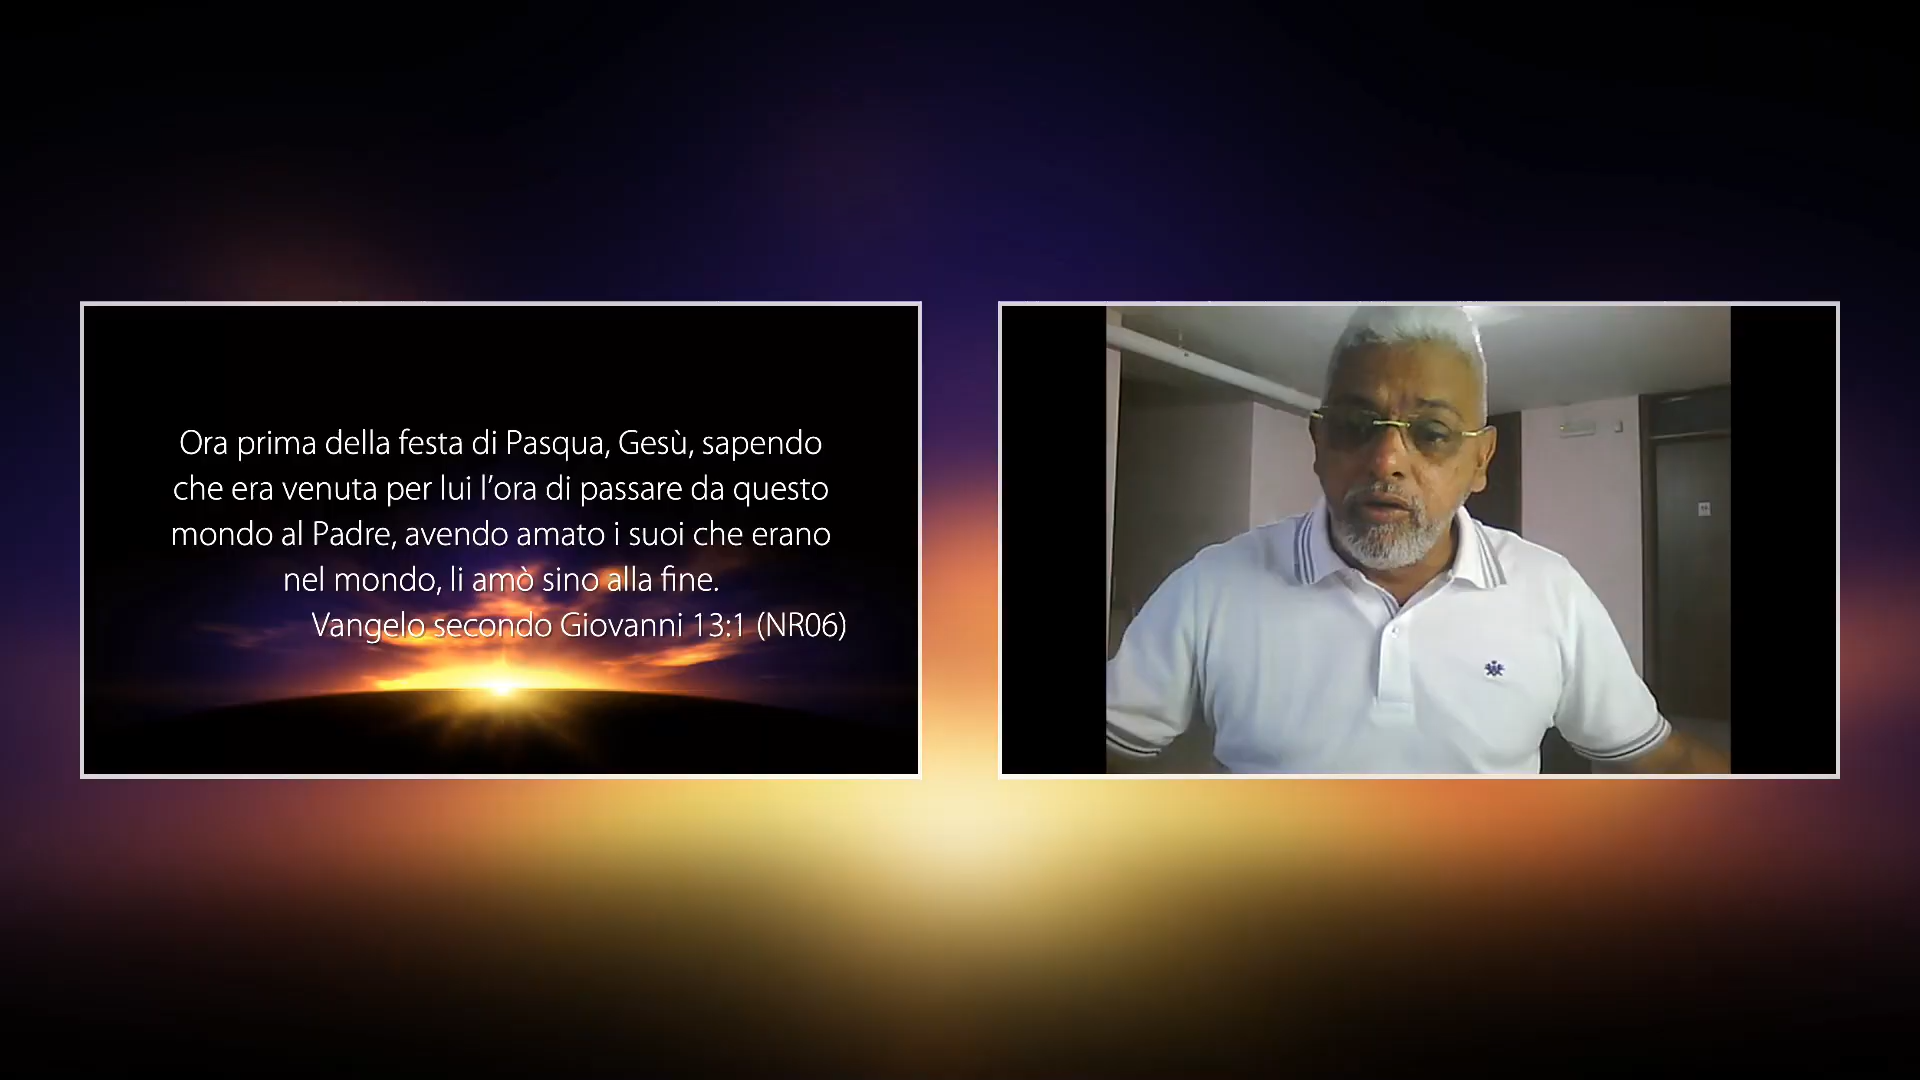 Ora prima della festa di Pasqua, Gesù, sapendo
che era venuta per lui l’ora di passare da questo
mondo al Padre, avendo amato i suoi che erano
nel mondo, li amò sino alla fine.
Vangelo secondo Giovanni 13:1 (NR06)